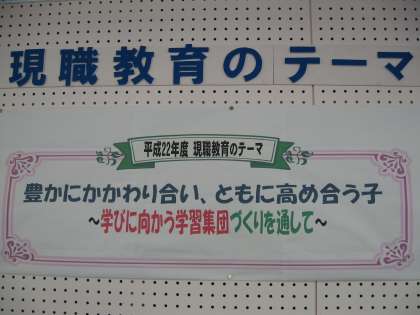 現職教育のテーマ
平成22年度 現職教育のテーマ
豊かにかかわり合い、ともに高め合う子
～学びに向かう学習集団づくりを通して～